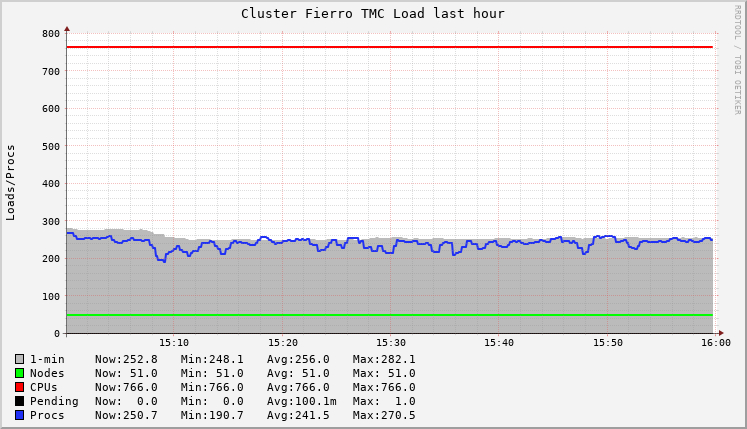 Cluster Fierro TMC Load last hour
RRDTOOL / TOBI OETIKER
Loads/Procs
800
700
600
500
400
300
200
100
0
15:10 15:20 15:30 15:40 15:50 16:00
1-min Now:252.8 Min:248.1 Avg:256.0 Max:282.1
Nodes Now: 51.0 Min: 51.0 Avg: 51.0 Max: 51.0
CPUs Now:766.0 Min:766.0 Avg:766.0 Max:766.0
Pending Now: 0.0 Min: 0.0 Avg:100.1m Max: 1.0
Procs Now:250.7 Min:190.7 Avg:241.5 Max:270.5